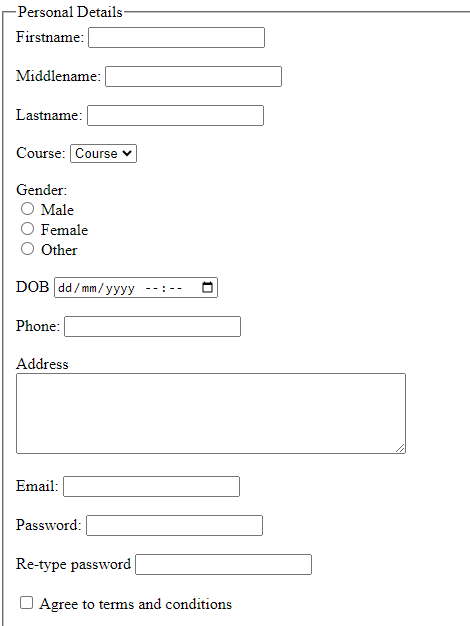 Personal Details
Firstname:
Middlename:
Lastname:
Course: Course
Gender:
Male
Female
Other
DOB dd/mm/yyyy --:--
Phone:
Address
Email:
Password:
Re-type password
Agree to terms and conditions